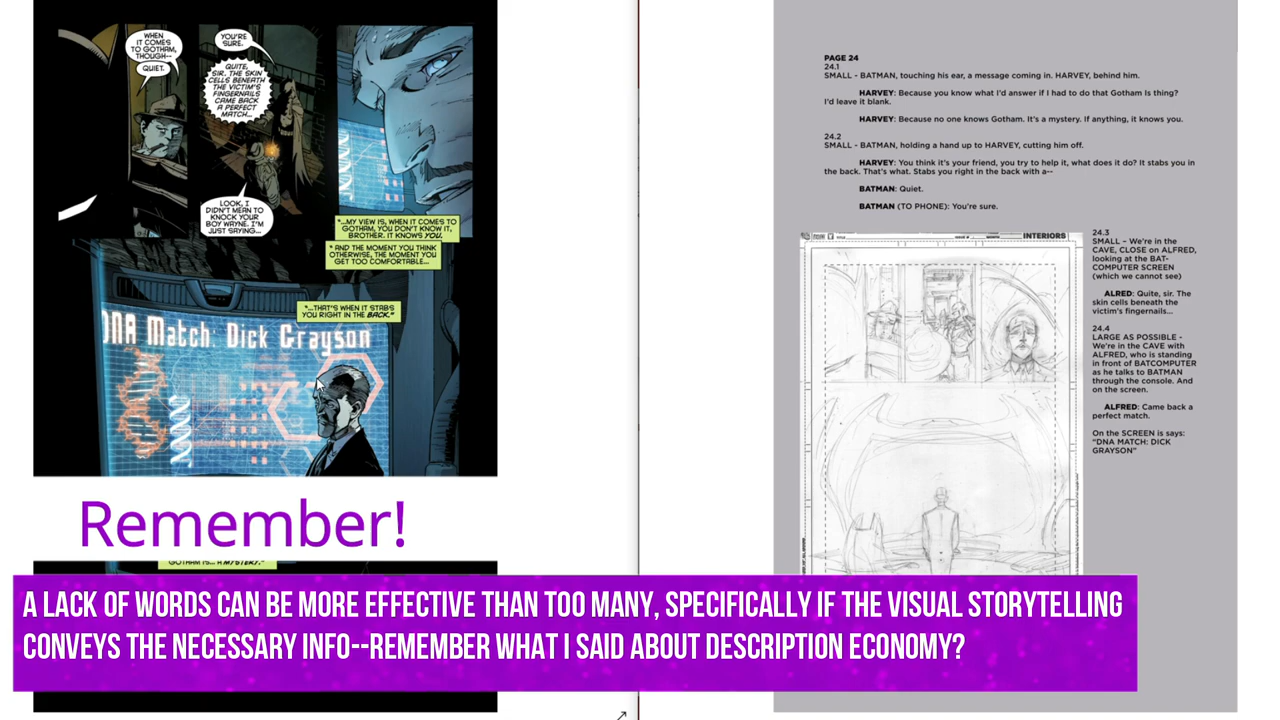 WHEN
IT COMES
TO GOTHAM,
THOUGH--
QUIET.
YOU'RE
SURE.
QUITE,
SIR. THE SKIN
CELLS BENEATH
THE VICTIM'S
FINGERNAILS
CAME BACK
A PERFECT
MATCH...
LOOK, I
DIDN'T MEAN TO
KNOCK YOUR
BOY WAYNE. I'M
JUST SAYING...
"...MY VIEW IS, WHEN IT COMES TO
GOTHAM, YOU DON'T KNOW IT,
BROTHER. IT KNOWS YOU.
"AND THE MOMENT YOU THINK
OTHERWISE, THE MOMENT YOU
GET TOO COMFORTABLE...
"...THAT'S WHEN IT STABS
YOU RIGHT IN THE BACK."
DNA Match: Dick Grayson
Remember!
GOTHAM IS... A MYSTERY."
PAGE 24
24.1
SMALL - BATMAN, touching his ear, a message coming in. HARVEY, behind him.
HARVEY: Because you know what I'd answer if I had to do that Gotham Is thing?
I'd leave it blank.
HARVEY: Because no one knows Gotham. It's a mystery. If anything, it knows you.
24.2
SMALL - BATMAN, holding a hand up to HARVEY, cutting him off.
HARVEY: You think it's your friend, you try to help it, what does it do? It stabs you in
the back. That's what. Stabs you right in the back with a--
BATMAN: Quiet.
BATMAN (TO PHONE): You're sure.
INTERIORS
24.3
SMALL – We're in the
CAVE, CLOSE on ALFRED,
looking at the BAT-
COMPUTER SCREEN
(which we cannot see)
ALRED: Quite, sir. The
skin cells beneath the
victim's fingernails...
24.4
LARGE AS POSSIBLE -
We're in the CAVE with
ALFRED, who is standing
in front of BATCOMPUTER
as he talks to BATMAN
through the console. And
on the screen.
ALFRED: Came back a
perfect match.
On the SCREEN is says:
"DNA MATCH: DICK
GRAYSON"
A LACK OF WORDS CAN BE MORE EFFECTIVE THAN TOO MANY, SPECIFICALLY IF THE VISUAL STORYTELLING
CONVEYS THE NECESSARY INFO--REMEMBER WHAT I SAID ABOUT DESCRIPTION ECONOMY?